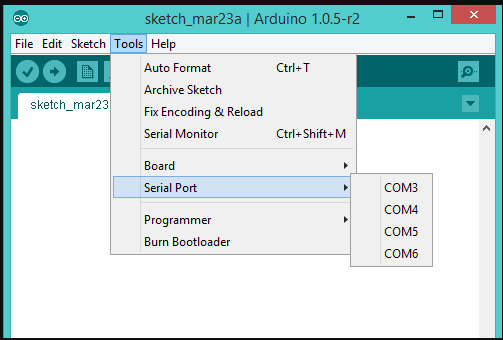 sketch_mar23a | Arduino 1.0.5-r2
File Edit Sketch Tools Help
sketch_mar23
Auto Format Ctrl+T
Archive Sketch
Fix Encoding & Reload
Serial Monitor Ctrl+Shift+M
Board
Serial Port
Programmer
Burn Bootloader
COM3
COM4
COM5
COM6